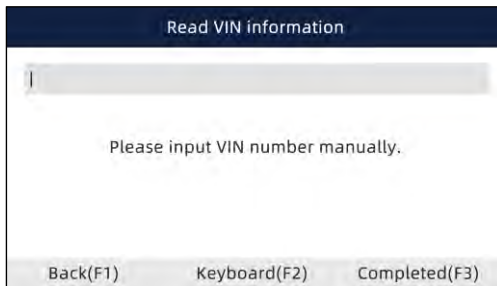 Read VIN information
Please input VIN number manually.
Back(F1) Keyboard(F2) Completed(F3)